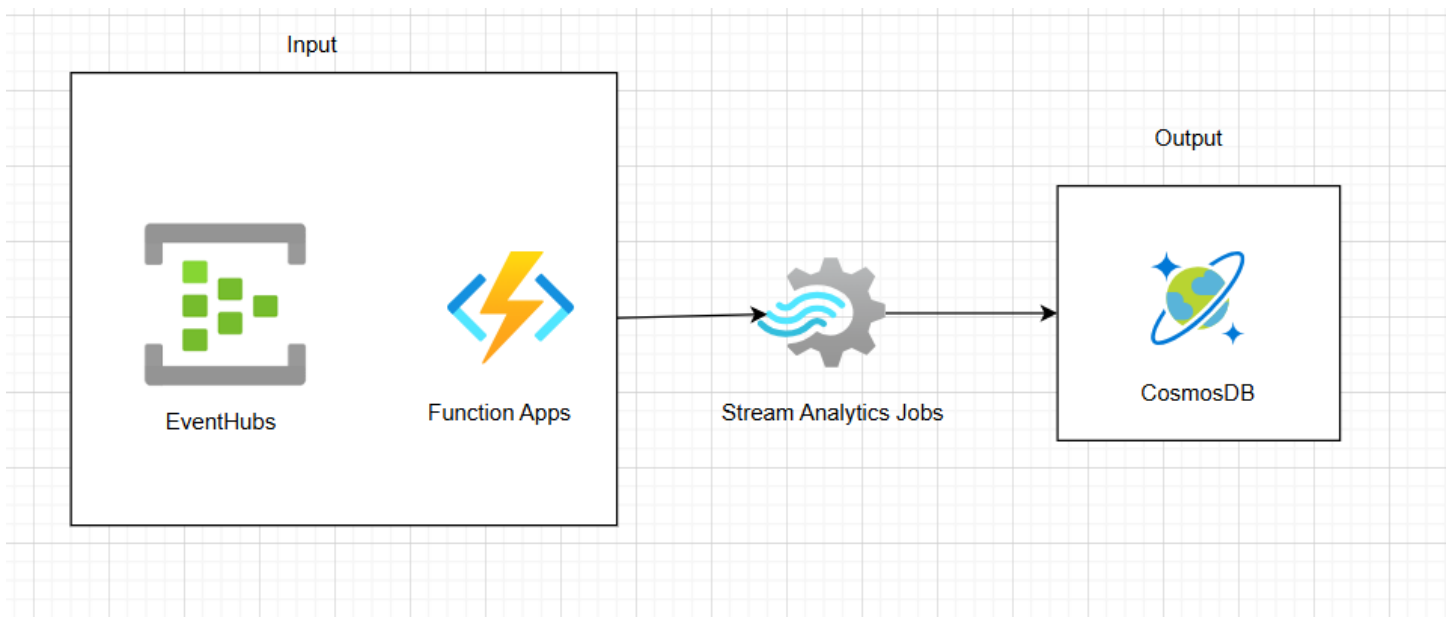 Input
Output
EventHubs
Function Apps
Stream Analytics Jobs
CosmosDB